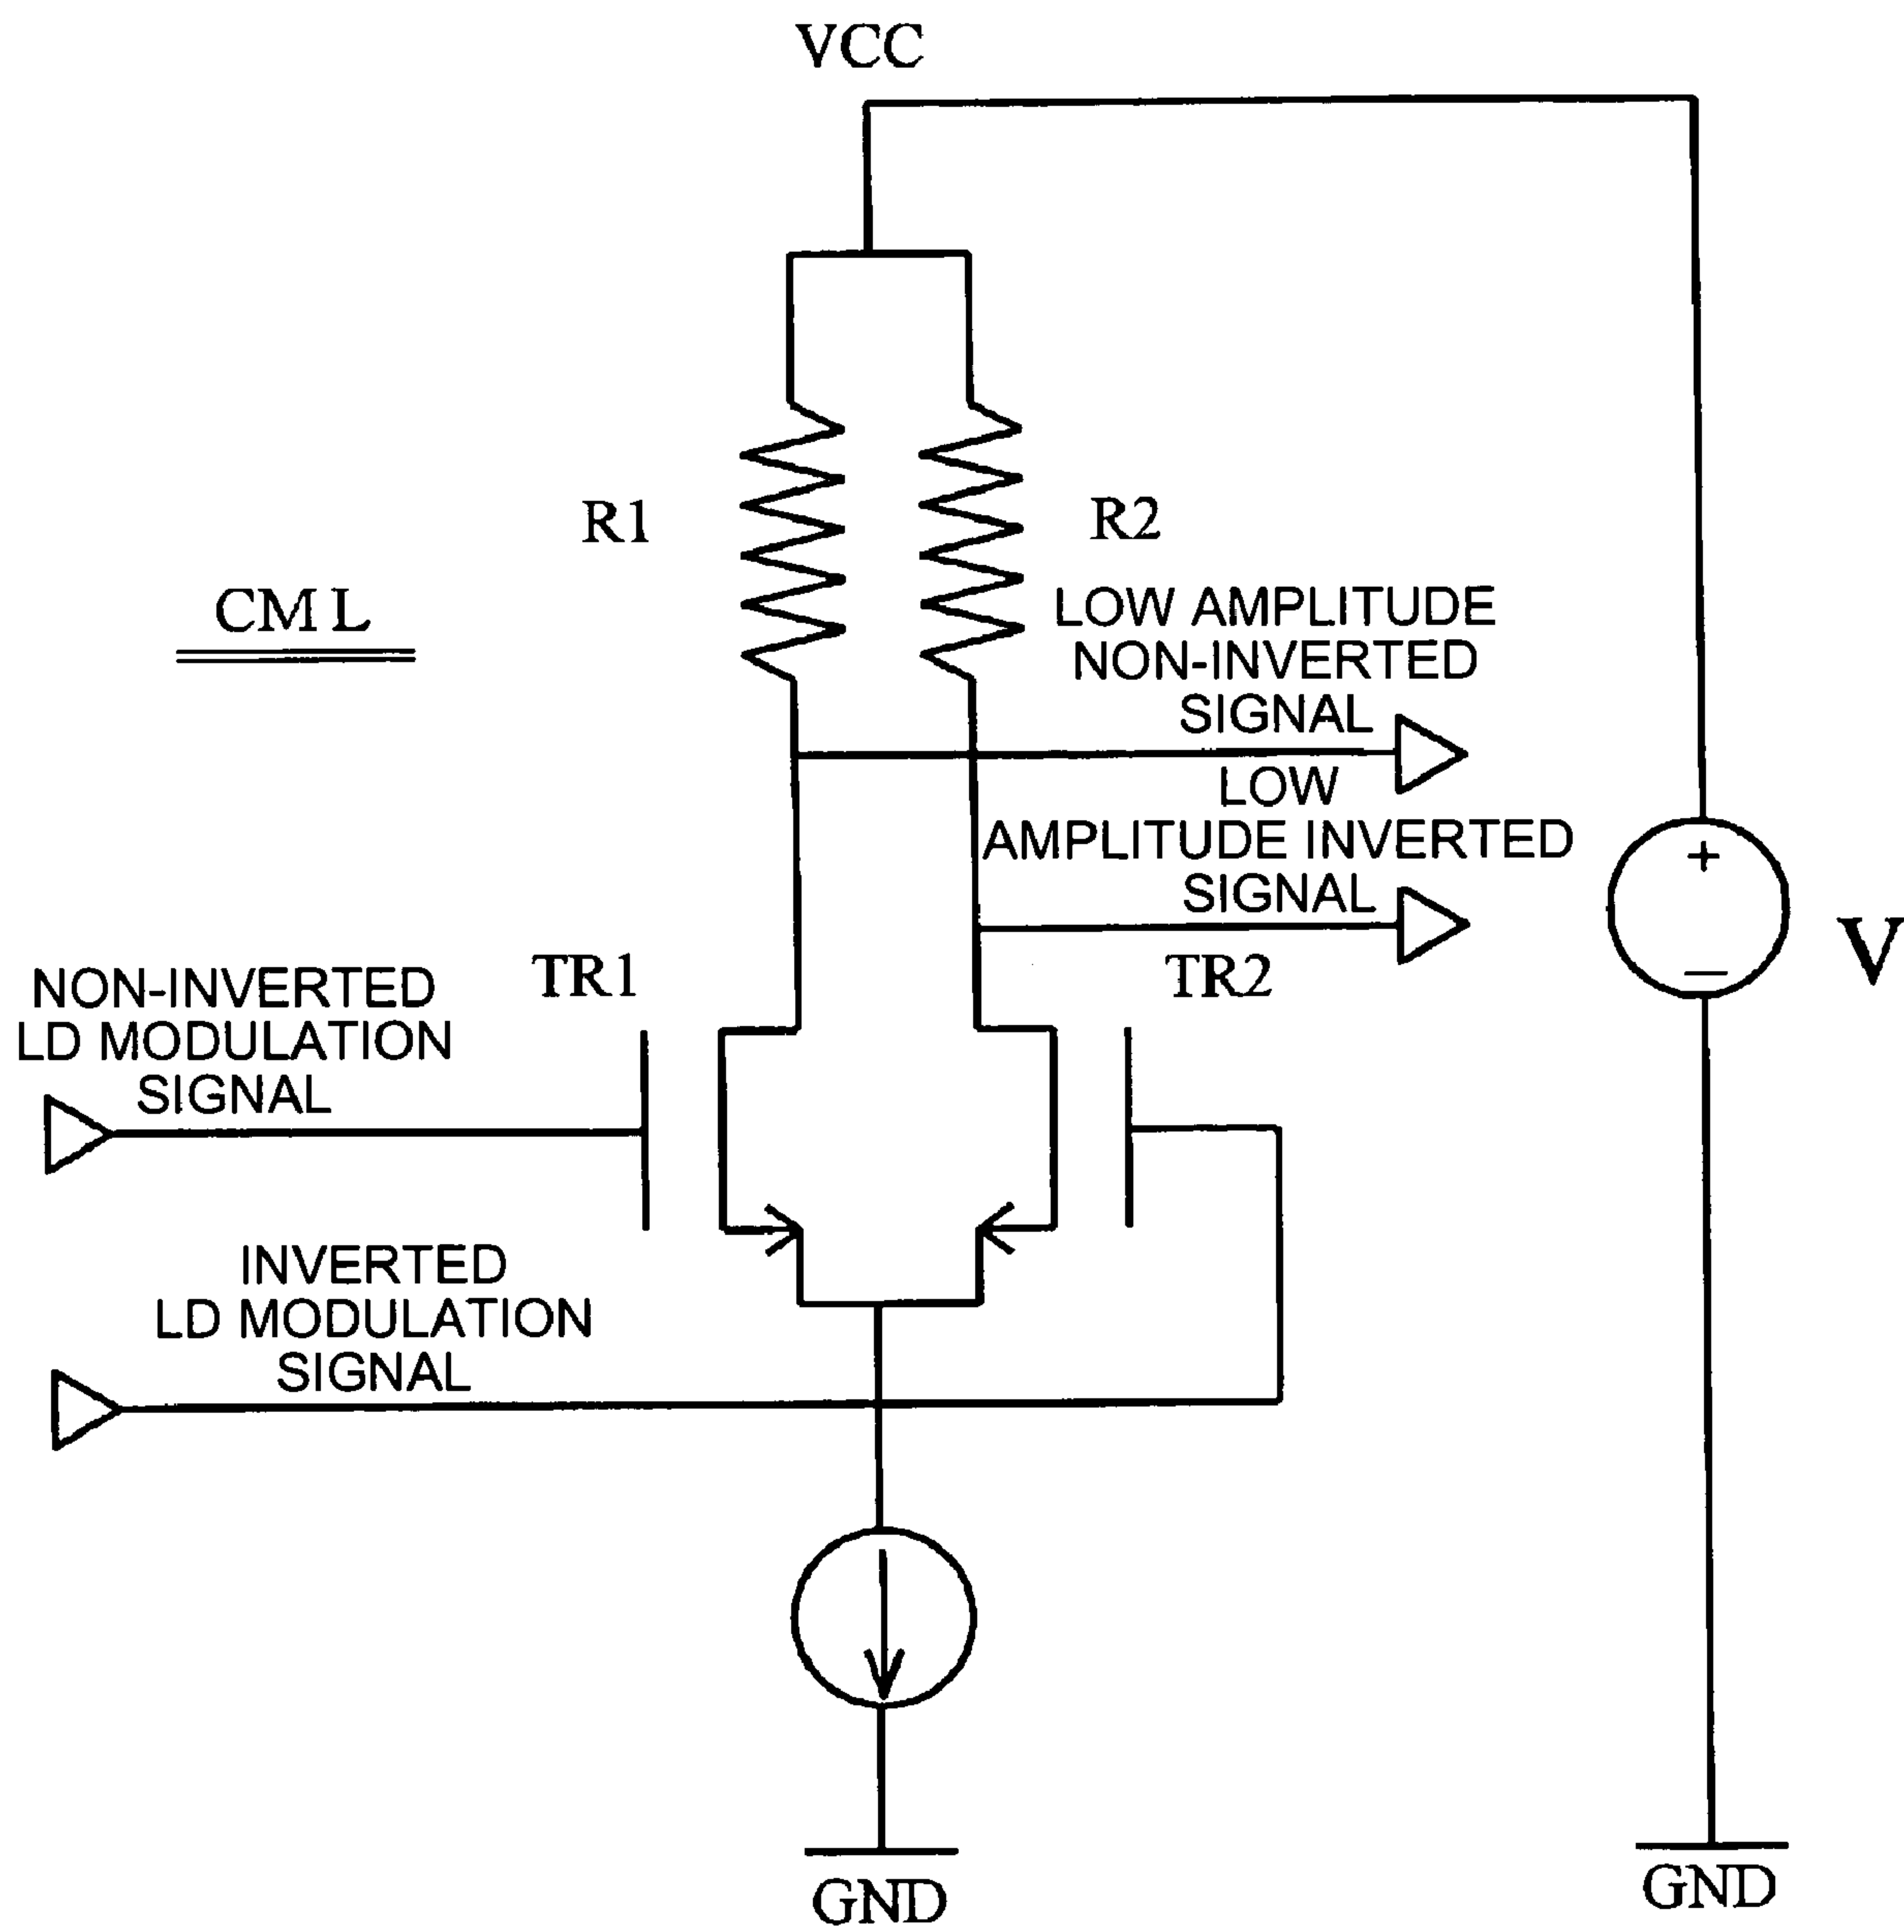 VCC
R1
R2
CML
LOW AMPLITUDE
NON-INVERTED
SIGNAL
LOW
AMPLITUDE INVERTED
SIGNAL
+
—
V
TR1
TR2
NON-INVERTED
LD MODULATION
SIGNAL
INVERTED
LD MODULATION
SIGNAL
GND
GND